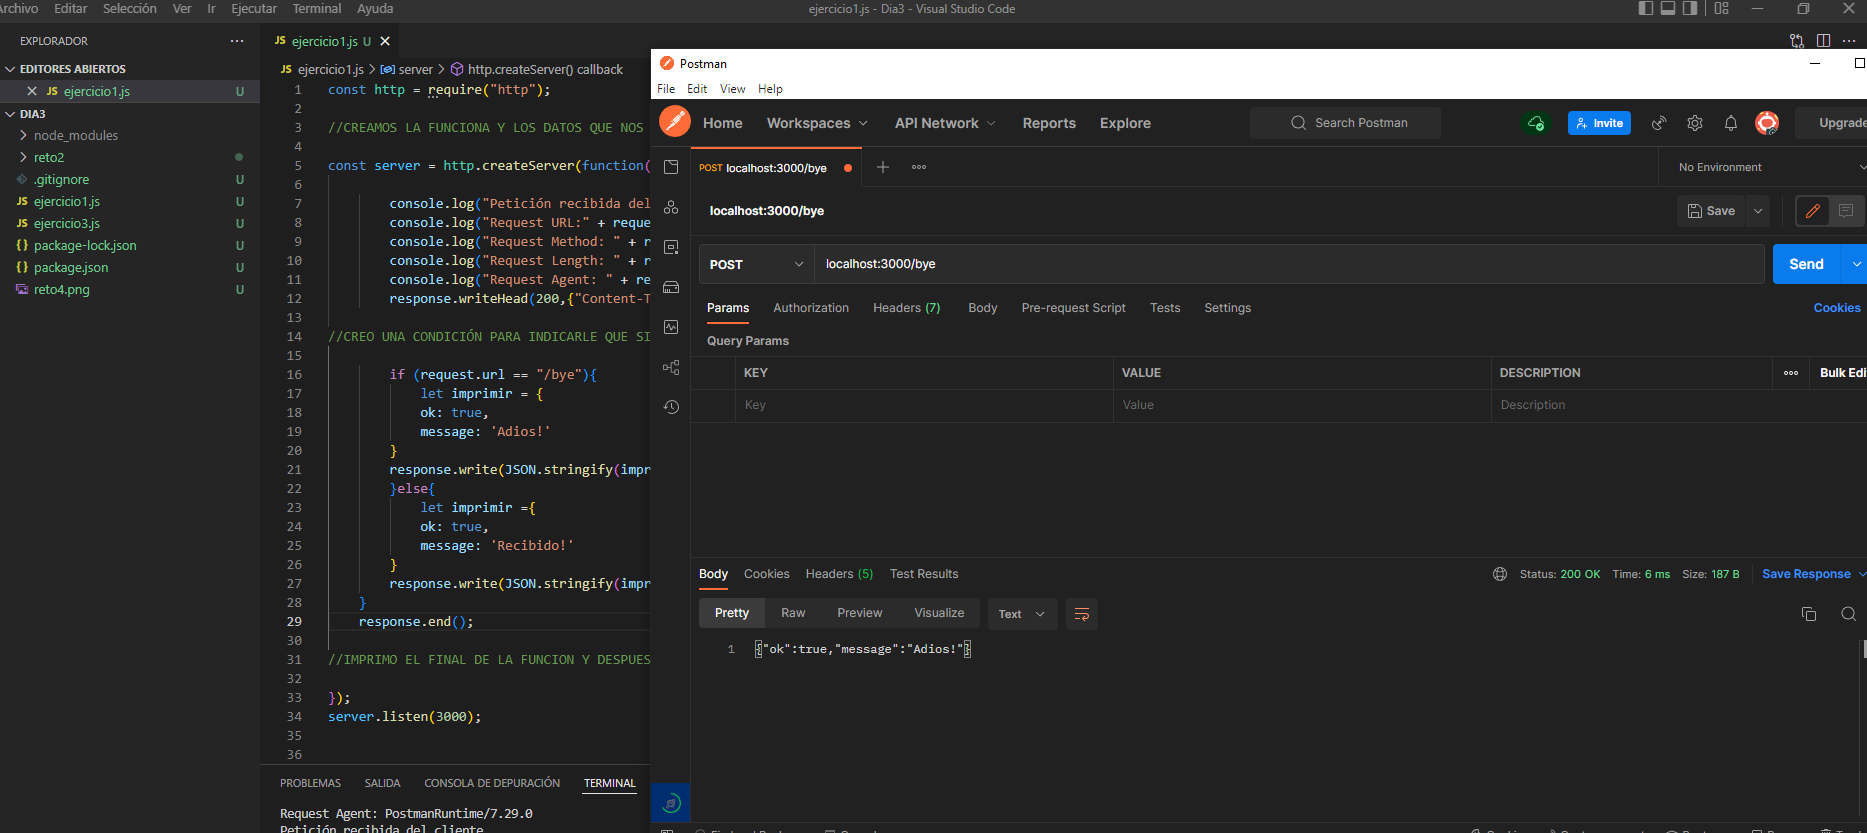 Archivo Editar Selección Ver Ir Ejecutar Terminal Ayuda
ejercicio1.js - Dia3 - Visual Studio Code
EXPLORADOR
EDITORES ABIERTOS
JS ejercicio1.js U
DIA3
node_modules
reto2
.gitignore U
JS ejercicio1.js U
JS ejercicio3.js U
{} package-lock.json U
{} package.json U
reto4.png U
JS ejercicio1.js U
JS ejercicio1.js > server > http.createServer() callback
1 const http = require("http");
2
3 //CREAMOS LA FUNCIONA Y LOS DATOS QUE NOS
4
5 const server = http.createServer(function(
6
7 console.log("Petición recibida del
8 console.log("Request URL:" + reque
9 console.log("Request Method: " + r
10 console.log("Request Length: " + r
11 console.log("Request Agent: " + re
12 response.writeHead(200,{"Content-T
13
14 //CREO UNA CONDICIÓN PARA INDICARLE QUE SI
15
16 if (request.url == "/bye"){
17 let imprimir = {
18 ok: true,
19 message: 'Adios!'
20 }
21 response.write(JSON.stringify(impr
22 }else{
23 let imprimir ={
24 ok: true,
25 message: 'Recibido!'
26 }
27 response.write(JSON.stringify(impr
28 }
29 response.end();
30
31 //IMPRIMO EL FINAL DE LA FUNCION Y DESPUES
32
33 });
34 server.listen(3000);
35
36
PROBLEMAS SALIDA CONSOLA DE DEPURACIÓN TERMINAL
Request Agent: PostmanRuntime/7.29.0
Petición recibida del cliente
Postman
File Edit View Help
Home Workspaces API Network Reports Explore
Search Postman
Invite
Upgrade
POST localhost:3000/bye
No Environment
localhost:3000/bye
Save
POST localhost:3000/bye
Send
Params Authorization Headers (7) Body Pre-request Script Tests Settings
Cookies
Query Params
KEY VALUE DESCRIPTION
Bulk Edi
Key Value Description
Body Cookies Headers (5) Test Results
Status: 200 OK Time: 6 ms Size: 187 B Save Response
Pretty Raw Preview Visualize Text
1 {"ok":true,"message":"Adios!"}